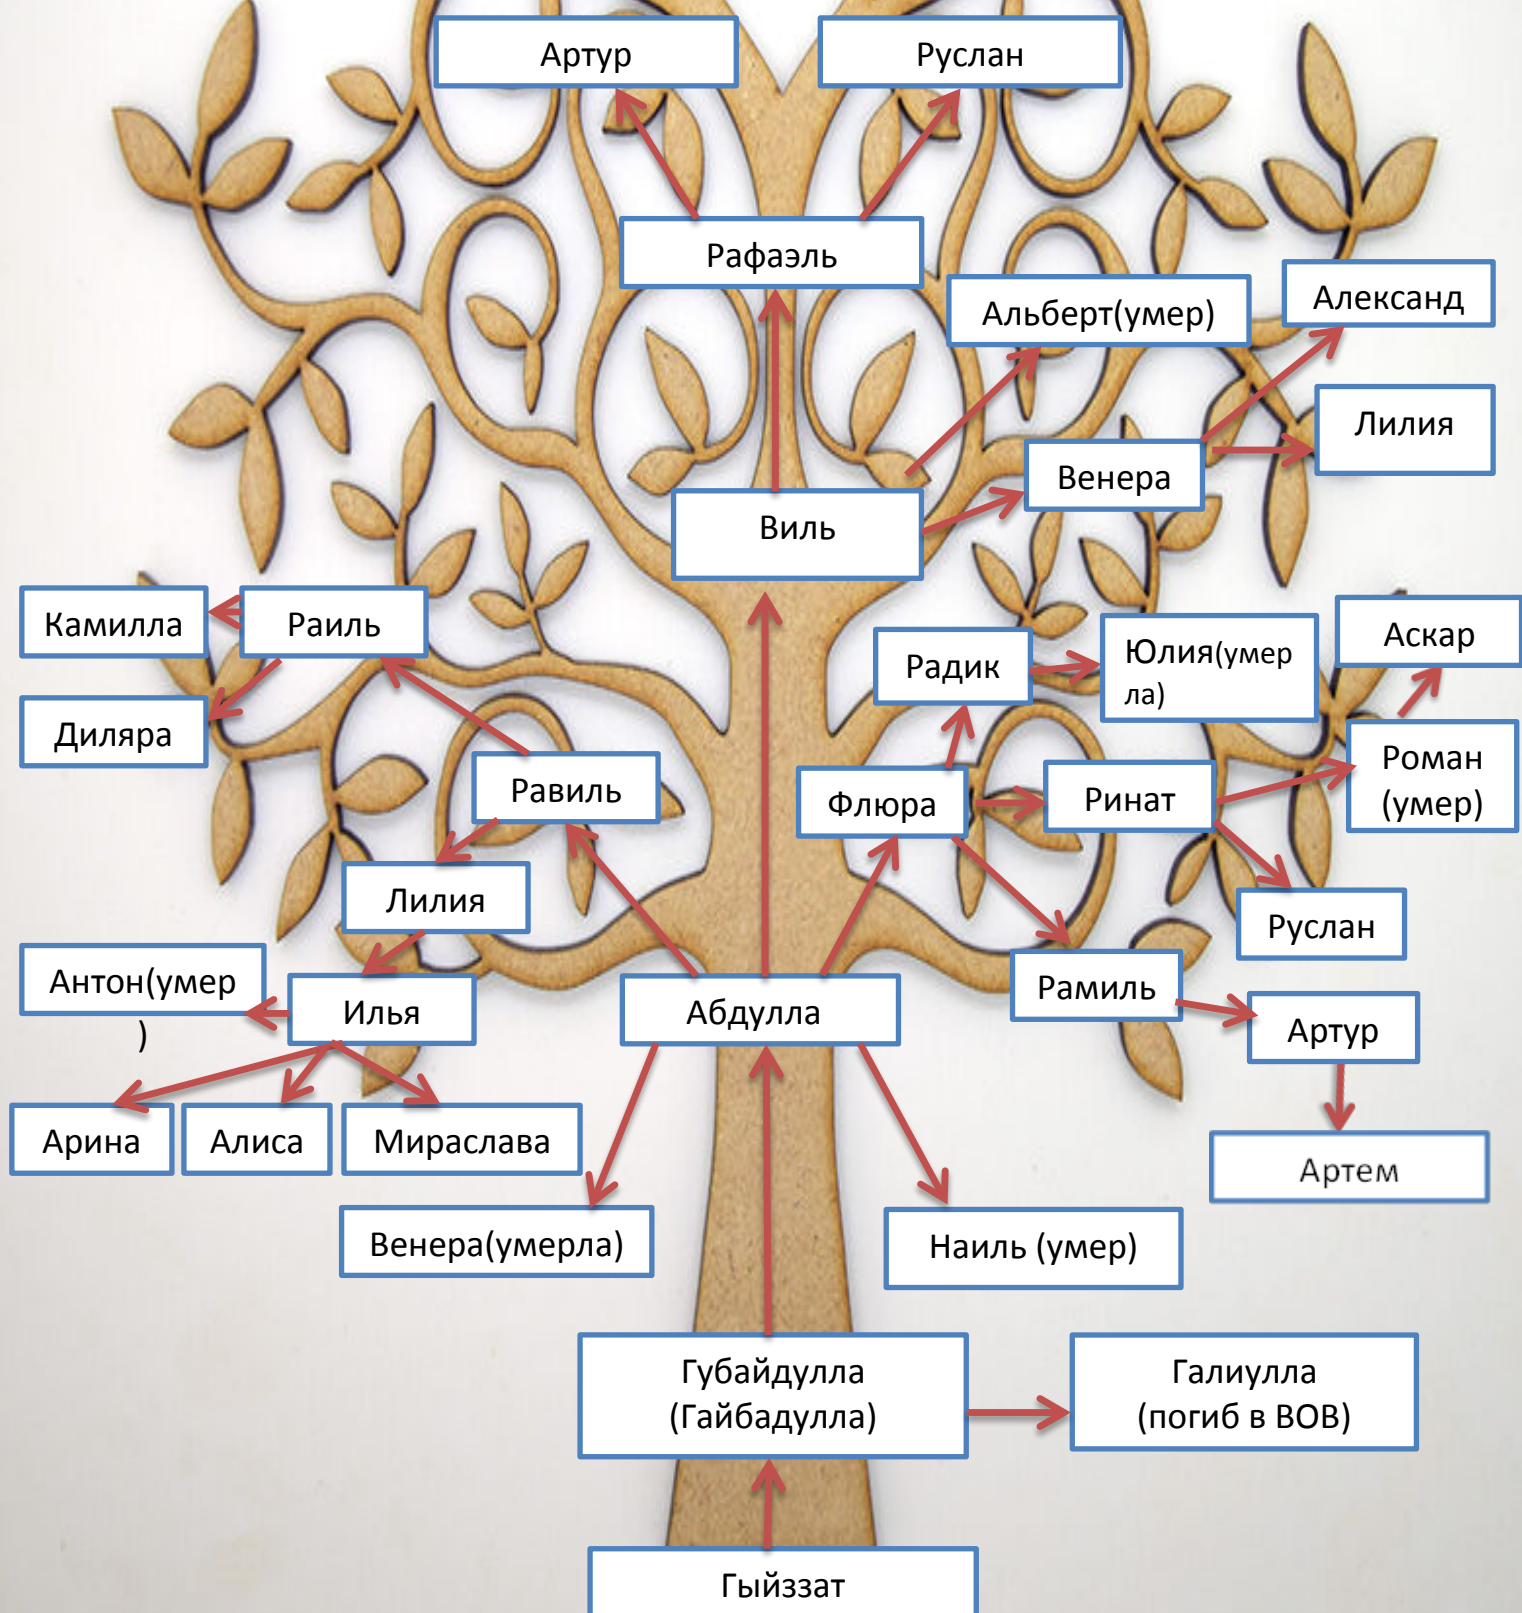 Артур
Руслан
Рафаэль
Альберт(умер)
Александ
Лилия
Венера
Виль
Камилла
Раиль
Диляра
Радик
Юлия(умер
ла)
Аскар
Равиль
Флюра
Ринат
Роман
(умер)
Лилия
Руслан
Антон(умер
)
Илья
Абдулла
Рамиль
Артур
Арина
Алиса
Мираслава
Артем
Венера(умерла)
Наиль (умер)
Губайдулла
(Гайбадулла)
Галиулла
(погиб в ВОВ)
Гыйззат